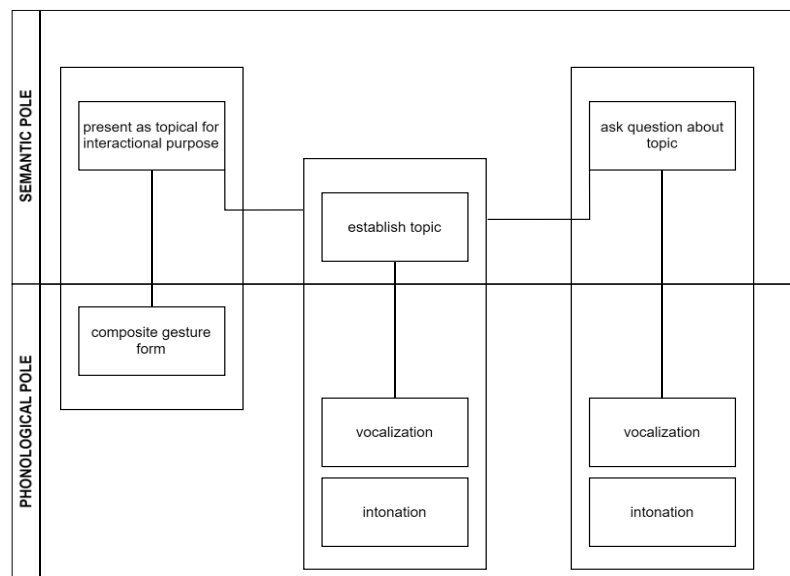 SEMANTIC POLE
present as topical for
interactional purpose
ask question about
topic
establish topic
PHONOLOGICAL POLE
composite gesture
form
vocalization
vocalization
intonation
intonation